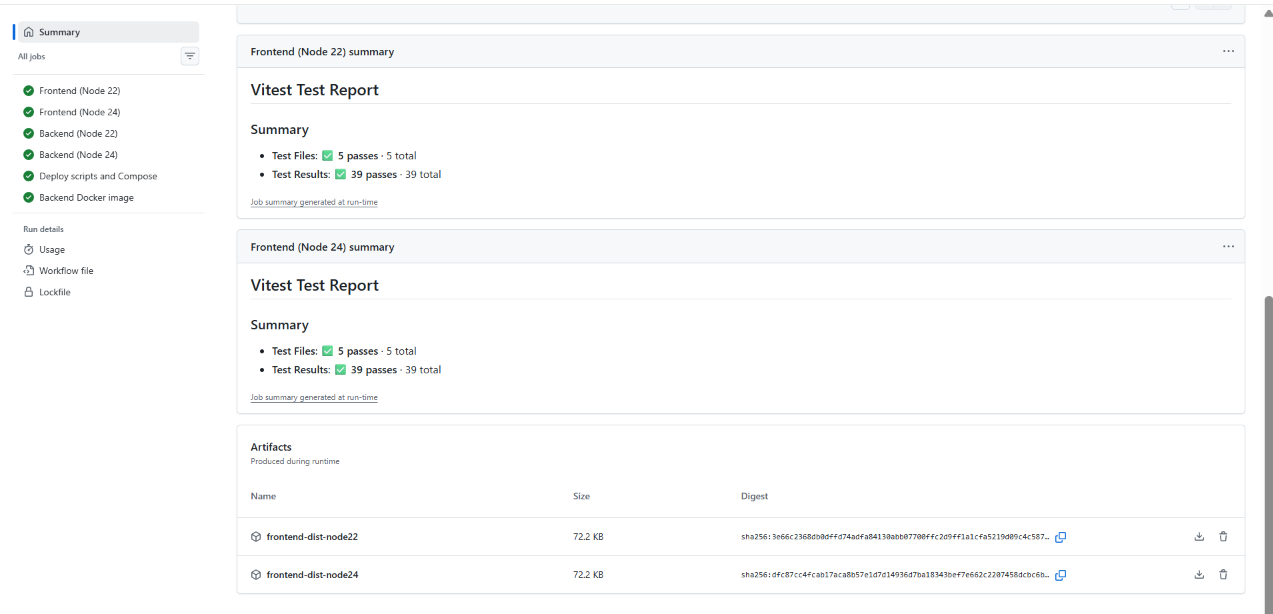 Summary
All jobs
Frontend (Node 22)
Frontend (Node 24)
Backend (Node 22)
Backend (Node 24)
Deploy scripts and Compose
Backend Docker image
Run details
Usage
Workflow file
Lockfile
Frontend (Node 22) summary
Vitest Test Report
Summary
• Test Files: ✅ 5 passes · 5 total
• Test Results: ✅ 39 passes · 39 total
Job summary generated at run-time
Frontend (Node 24) summary
Vitest Test Report
Summary
• Test Files: ✅ 5 passes · 5 total
• Test Results: ✅ 39 passes · 39 total
Job summary generated at run-time
Artifacts
Produced during runtime
Name Size Digest
frontend-dist-node22 72.2 KB sha256:3e66c2368db0dffd74adfa84130abb07700ffc2d9ff1a1cfa5219d09c4c587…
frontend-dist-node24 72.2 KB sha256:dfc87cc4fcab17aca8b57e1d7d14936d7ba18343bef7e662c2207458dcbc6b…